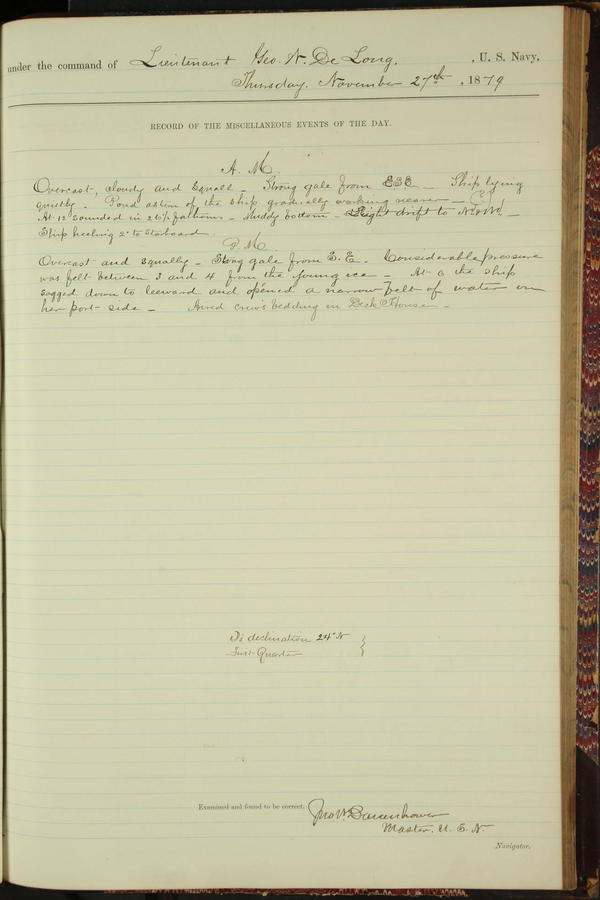 under the command of Lieutenant Geo. W. De Long. , U. S. Navy,
Thursday, November 27th , 1879
RECORD OF THE MISCELLANEOUS EVENTS OF THE DAY.
A. M.
Overcast, cloudy and squall – Strong gale from ESE – Ship lying
quietly – Pond astern of the ship gradually working nearer –
At 12 sounded in 26½ fathoms – Muddy bottom – Slight drift to NWW –
Ship heeling 2° to starboard.
P. M.
Overcast and squally – Strong gale from S. E. – Considerable pressure
was felt between 3 and 4 from the young ice – At 6 the ship
sagged down to leeward and opened a narrow belt of water on
her port side – Aired crew's bedding in Deck House –
declination 24° N }
First Quarter
Examined and found to be correct.
Jno W. Danenhower
Master, U. S. N.
Navigator.